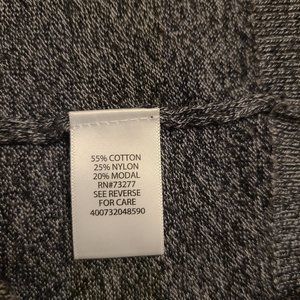 55% COTTON
25% NYLON
20% MODAL
RN#73277
SEE REVERSE
FOR CARE
400732048590